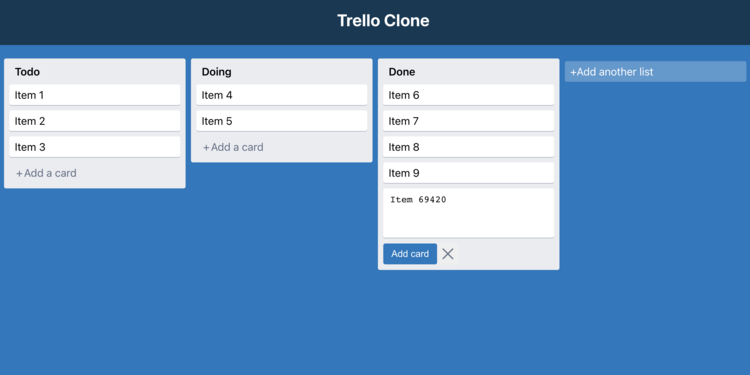 Trello Clone
Todo
Item 1
Item 2
Item 3
+Add a card
Doing
Item 4
Item 5
+Add a card
Done
Item 6
Item 7
Item 8
Item 9
Item 69420
Add card
+Add another list